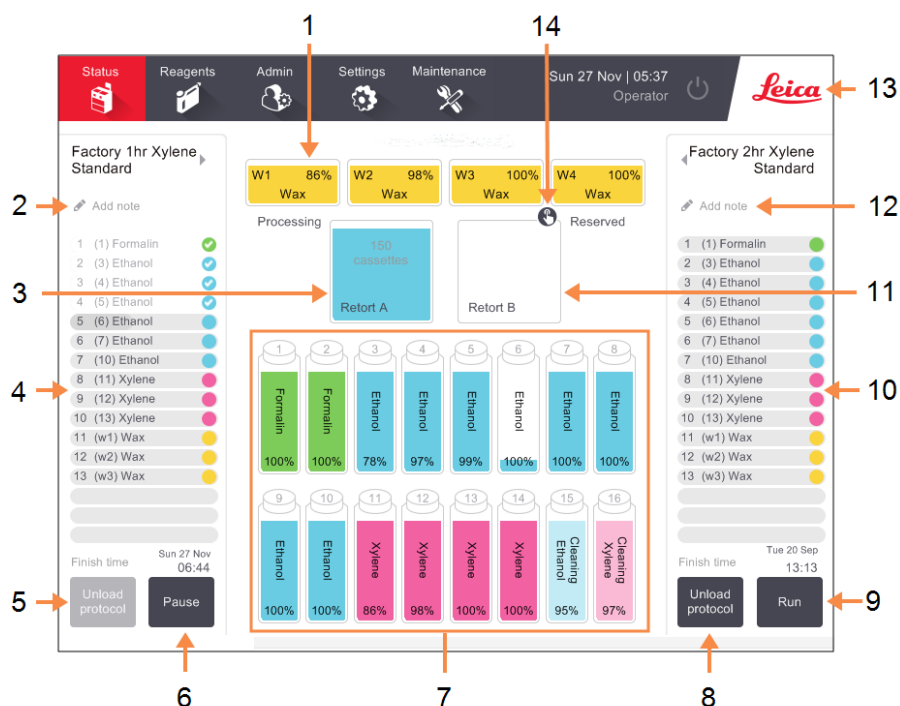 1
14
Status
Reagents
Admin
Settings
Maintenance
Sun 27 Nov | 05:37
Operator
Leica
13
Factory 1hr Xylene
Standard
2
Add note
1 (1) Formalin
2 (3) Ethanol
3 (4) Ethanol
4 (5) Ethanol
5 (6) Ethanol
6 (7) Ethanol
7 (10) Ethanol
8 (11) Xylene
9 (12) Xylene
10 (13) Xylene
11 (w1) Wax
12 (w2) Wax
13 (w3) Wax
3
4
Finish time
Sun 27 Nov
06:44
5
Unload
protocol
Pause
6
W1 86%
Wax
W2 98%
Wax
W3 100%
Wax
W4 100%
Wax
Processing
Reserved
150
cassettes
Retort A
Retort B
11
1
Formalin
100%
2
Formalin
100%
3
Ethanol
78%
4
Ethanol
97%
5
Ethanol
99%
6
Ethanol
100%
7
Ethanol
100%
8
Ethanol
100%
9
Ethanol
100%
10
Ethanol
100%
11
Xylene
86%
12
Xylene
98%
13
Xylene
100%
14
Xylene
100%
15
Cleaning
Ethanol
95%
16
Cleaning
Xylene
97%
7
Factory 2hr Xylene
Standard
Add note
12
1 (1) Formalin
2 (3) Ethanol
3 (4) Ethanol
4 (5) Ethanol
5 (6) Ethanol
6 (7) Ethanol
7 (10) Ethanol
8 (11) Xylene
9 (12) Xylene
10 (13) Xylene
11 (w1) Wax
12 (w2) Wax
13 (w3) Wax
10
Finish time
Tue 20 Sep
13:13
Unload
protocol
Run
9
8